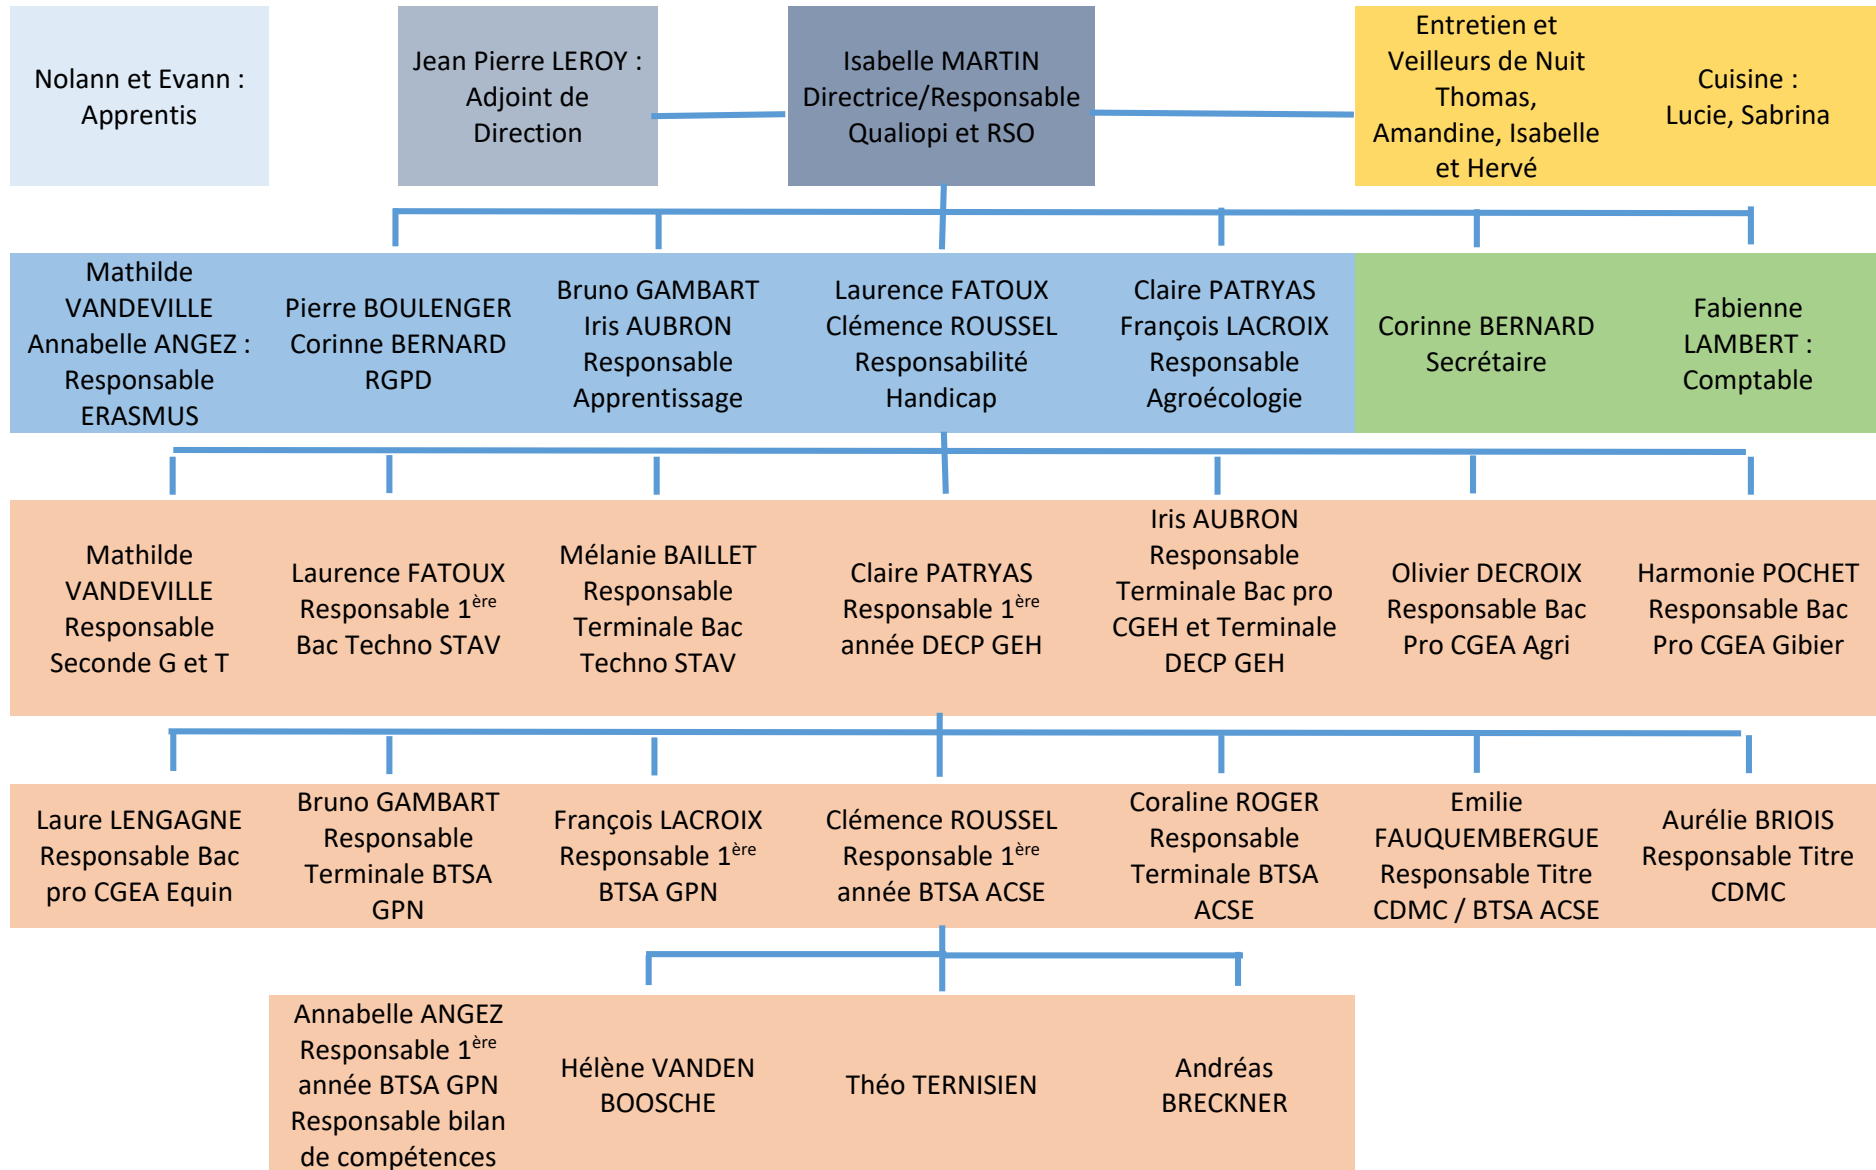 Nolann et Evann :
Apprentis
Jean Pierre LEROY :
Adjoint de
Direction
Isabelle MARTIN
Directrice/Responsable
Qualiopi et RSO
Entretien et
Veilleurs de Nuit
Thomas,
Amandine, Isabelle
et Hervé
Cuisine :
Lucie, Sabrina
Mathilde
VANDEVILLE
Annabelle ANGEZ :
Responsable
ERASMUS
Pierre BOULENGER
Corinne BERNARD
RGPD
Bruno GAMBART
Iris AUBRON
Responsable
Apprentissage
Laurence FATOUX
Clémence ROUSSEL
Responsabilité
Handicap
Claire PATRYAS
François LACROIX
Responsable
Agroécologie
Corinne BERNARD
Secrétaire
Fabienne
LAMBERT :
Comptable
Mathilde
VANDEVILLE
Responsable
Seconde G et T
Laurence FATOUX
Responsable 1ère
Bac Techno STAV
Mélanie BAILLET
Responsable
Terminale Bac
Techno STAV
Claire PATRYAS
Responsable 1ère
année DECP GEH
Iris AUBRON
Responsable
Terminale Bac pro
CGEH et Terminale
DECP GEH
Olivier DECROIX
Responsable Bac
Pro CGEA Agri
Harmonie POCHET
Responsable Bac
Pro CGEA Gibier
Laure LENGAGNE
Responsable Bac
pro CGEA Equin
Bruno GAMBART
Responsable
Terminale BTSA
GPN
François LACROIX
Responsable 1ère
BTSA GPN
Clémence ROUSSEL
Responsable 1ère
année BTSA ACSE
Coraline ROGER
Responsable
Terminale BTSA
ACSE
Emilie
FAUQUEMBERGUE
Responsable Titre
CDMC / BTSA ACSE
Aurélie BRIOIS
Responsable Titre
CDMC
Annabelle ANGEZ
Responsable 1ère
année BTSA GPN
Responsable bilan
de compétences
Hélène VANDEN
BOOSCHE
Théo TERNISIEN
Andréas
BRECKNER